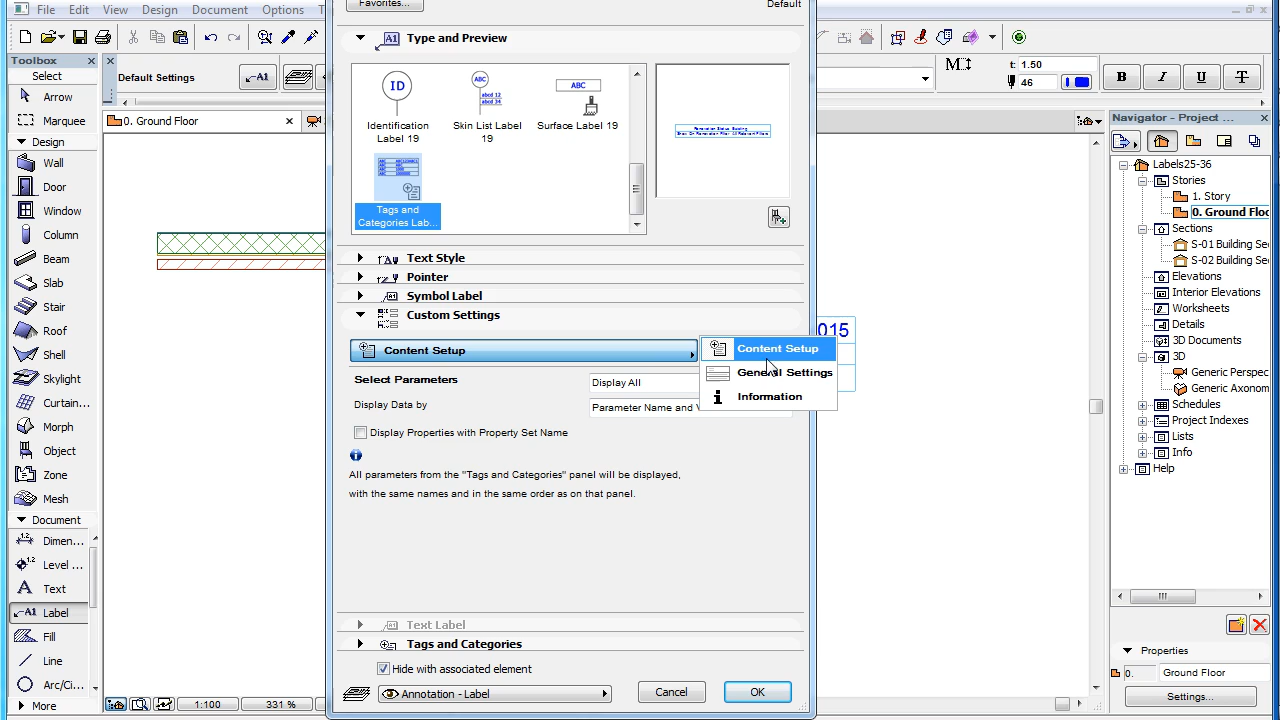 File Edit View Design Document Options
Favorites... Default
Toolbox
Select
Arrow
Marquee
Design
Wall
Door
Window
Column
Beam
Slab
Stair
Roof
Shell
Skylight
Curtain...
Morph
Object
Zone
Mesh
Document
Dimen...
Level ...
Text
Label
Fill
Line
Arc/Ci...
More
Default Settings
A1
0. Ground Floor
Type and Preview
ID
Identification
Label 19
ABC
abcd 12
abcd 34
Skin List Label
19
ABC
Surface Label 19
Tags and
Categories Lab...
Text Style
Pointer
Symbol Label
Custom Settings
Content Setup
Select Parameters Display All
Display Data by Parameter Name and V
Display Properties with Property Set Name
All parameters from the "Tags and Categories" panel will be displayed,
with the same names and in the same order as on that panel.
Text Label
Tags and Categories
Hide with associated element
Annotation - Label
Cancel
OK
Content Setup
General Settings
Information
015
M
t: 1.50
46
B I U T
1:100
331 %
Navigator - Project ...
Labels25-36
Stories
1. Story
0. Ground Floo
Sections
S-01 Building Se
S-02 Building Se
Elevations
Interior Elevations
Worksheets
Details
3D Documents
3D
Generic Perspec
Generic Axonom
Schedules
Project Indexes
Lists
Info
Help
Properties
0. Ground Floor
Settings...